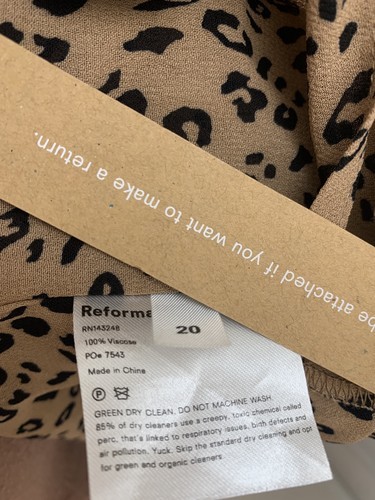 be attached if you want to make a return.
Reforma
20
RN143248
100% Viscose
PO# 7543
Made in China
P
GREEN DRY CLEAN. DO NOT MACHINE WASH.
85% of dry cleaners use a creepy, toxic chemical called
perc, that's linked to respiratory issues, birth defects and
air pollution. Yuck. Skip the standard dry cleaning and opt
for green and organic cleaners